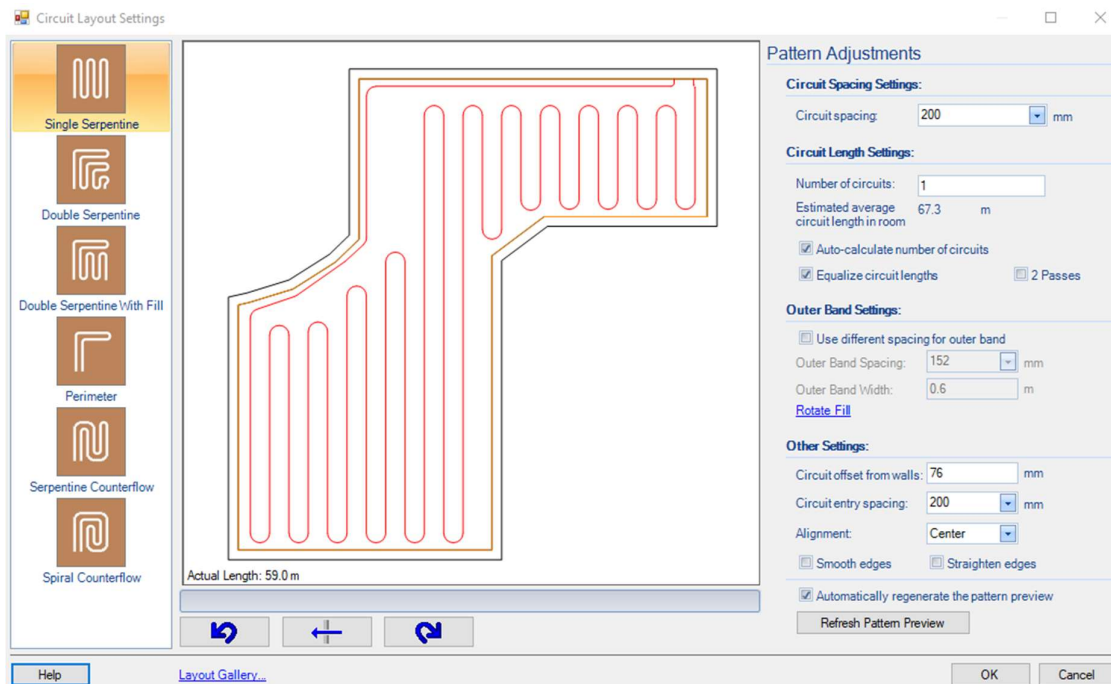 Circuit Layout Settings
Single Serpentine
Double Serpentine
Double Serpentine With Fill
Perimeter
Serpentine Counterflow
Spiral Counterflow
Actual Length: 59.0 m
Pattern Adjustments
Circuit Spacing Settings:
Circuit spacing: 200 mm
Circuit Length Settings:
Number of circuits: 1
Estimated average
circuit length in room 67.3 m
Auto-calculate number of circuits
Equalize circuit lengths 2 Passes
Outer Band Settings:
Use different spacing for outer band
Outer Band Spacing: 152 mm
Outer Band Width: 0.6 m
Rotate Fill
Other Settings:
Circuit offset from walls: 76 mm
Circuit entry spacing: 200 mm
Alignment: Center
Smooth edges Straighten edges
Automatically regenerate the pattern preview
Refresh Pattern Preview
Help Layout Gallery... OK Cancel